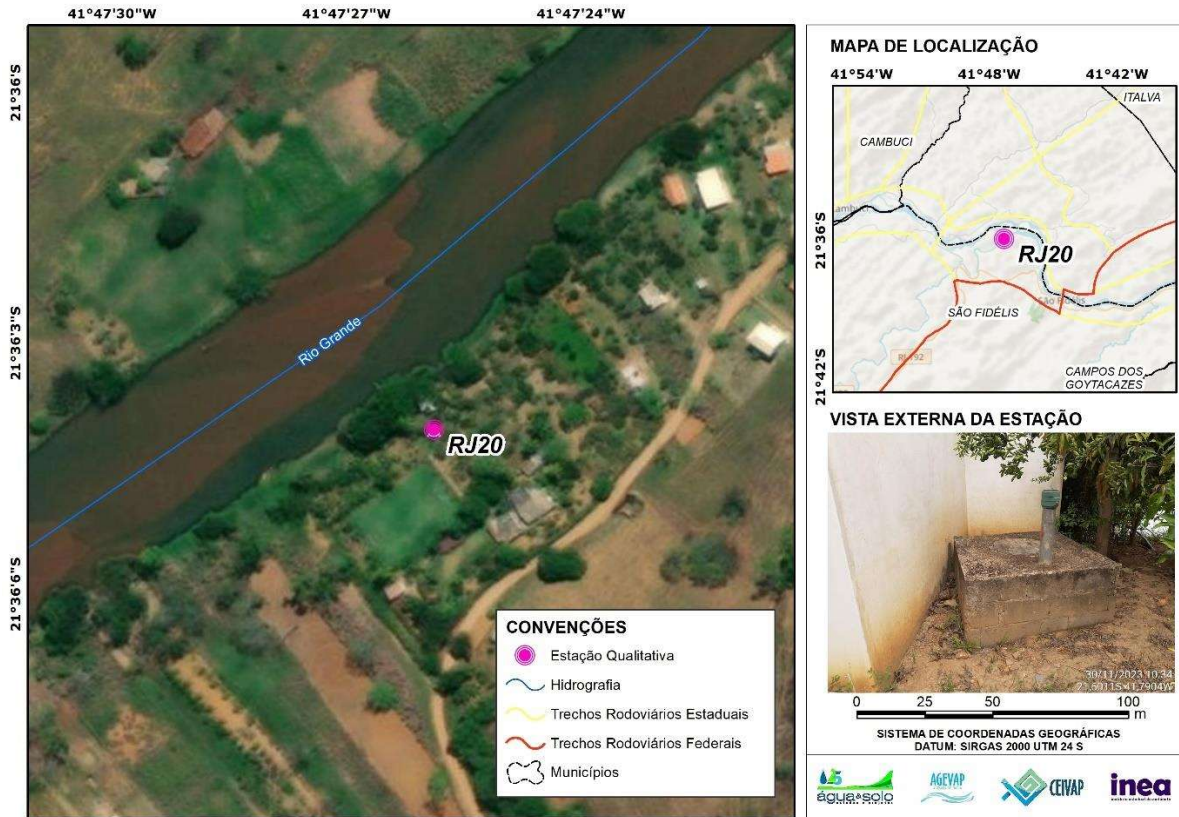 41°47'30"W
41°47'27"W
41°47'24"W
21°36'S
21°36'3"S
21°36'6"S
Rio Grande
RJ20
CONVENÇÕES
Estação Qualitativa
Hidrografia
Trechos Rodoviários Estaduais
Trechos Rodoviários Federais
Municípios
MAPA DE LOCALIZAÇÃO
41°54'W
41°48'W
41°42'W
21°36'S
21°42'S
ITALVA
CAMBUCI
RJ20
SÃO FIDÉLIS
CAMPOS DOS
GOYTACAZES
VISTA EXTERNA DA ESTAÇÃO
30/11/2023 10:34
0 25 50 100
m
SISTEMA DE COORDENADAS GEOGRÁFICAS
DATUM: SIRGAS 2000 UTM 24 S
água&solo
AGEVAP
CEIVAP
inea